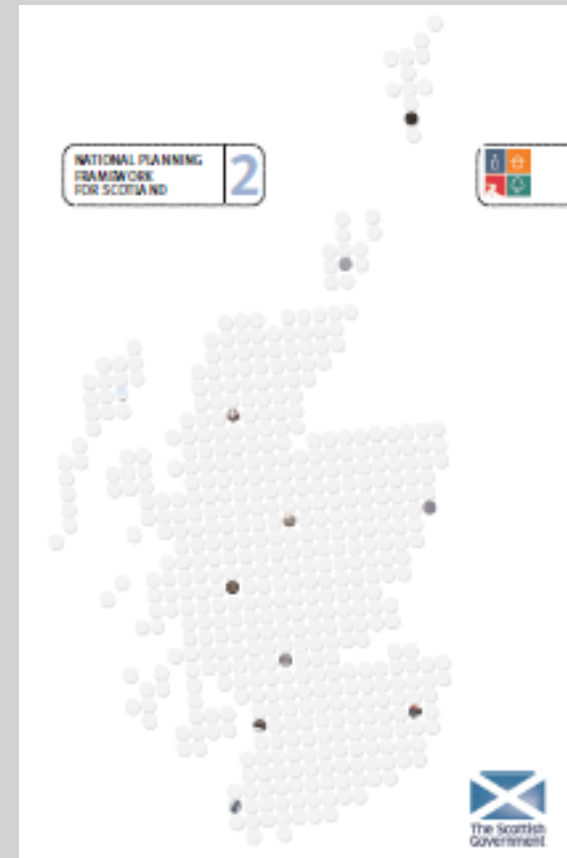 NATIONAL PLANNING
FRAMEWORK
FOR SCOTLAND
2
The Scottish
Government